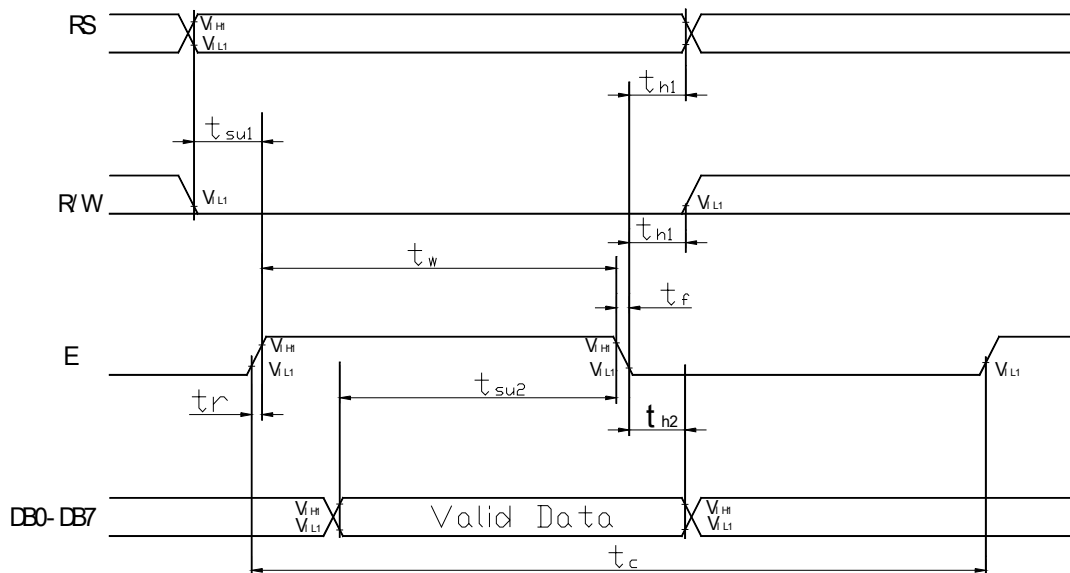 RS
VIH1
VIL1
th1
tsu1
R/W
VIL1
VIL1
th1
tw
tf
E
VIH1
VIL1
VIH1
VIL1
VIL1
tr
tsu2
th2
DB0-DB7
VIH1
VIL1
Valid Data
VIH1
VIL1
tc